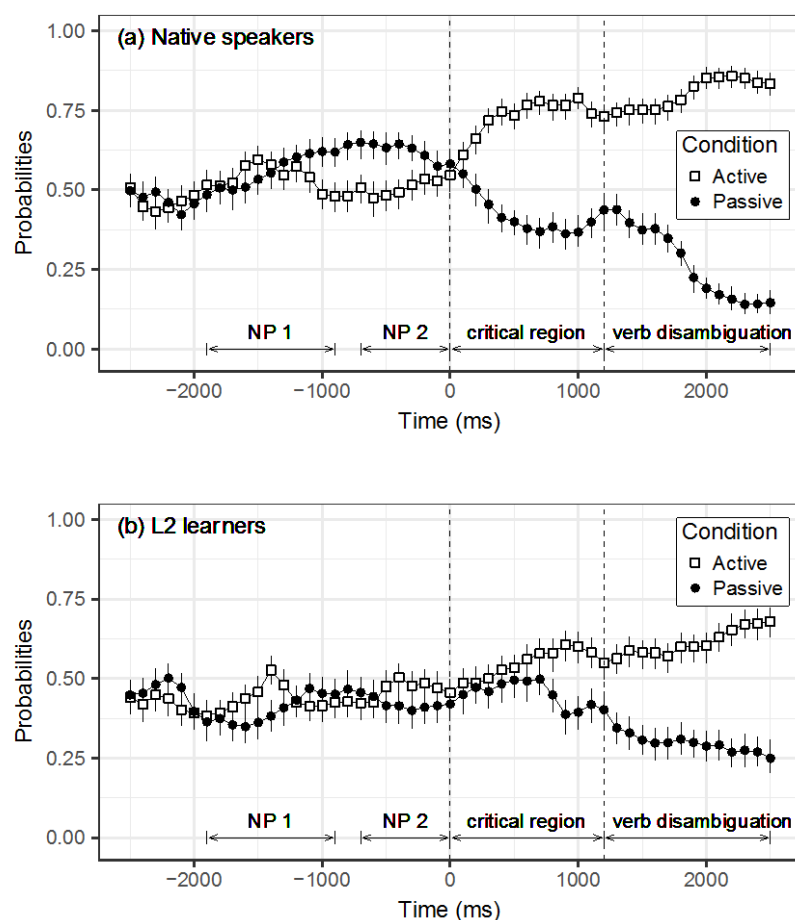 (a) Native speakers
1.00
0.75
0.50
0.25
0.00
Probabilities
Condition
Active
Passive
NP 1
NP 2
critical region
verb disambiguation
−2000
−1000
0
1000
2000
Time (ms)
(b) L2 learners
1.00
0.75
0.50
0.25
0.00
Probabilities
Condition
Active
Passive
NP 1
NP 2
critical region
verb disambiguation
−2000
−1000
0
1000
2000
Time (ms)